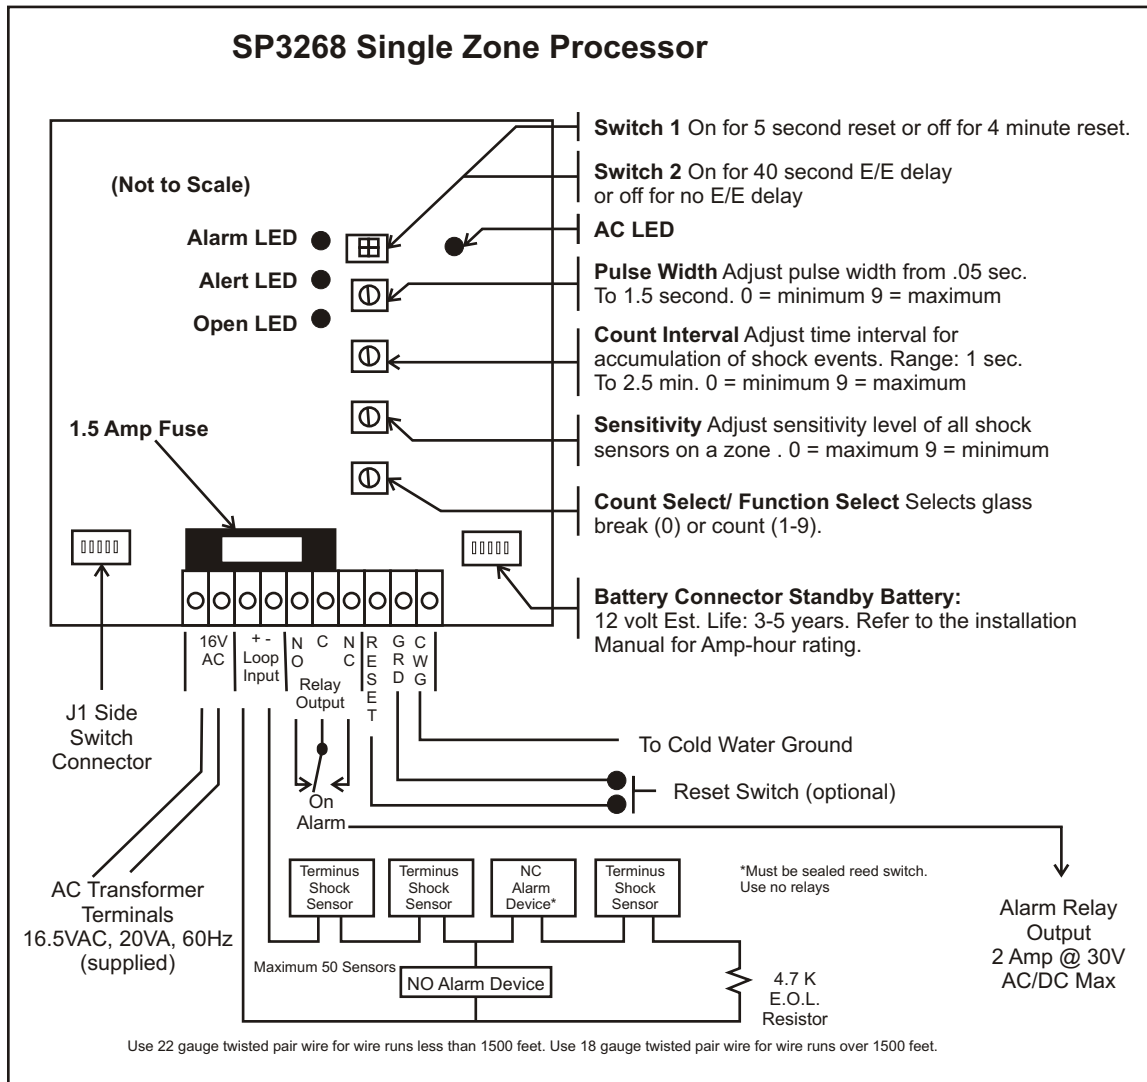 SP3268 Single Zone Processor
(Not to Scale)
Switch 1 On for 5 second reset or off for 4 minute reset.
Switch 2 On for 40 second E/E delay
or off for no E/E delay
AC LED
Alarm LED
Alert LED
Open LED
Pulse Width Adjust pulse width from .05 sec.
To 1.5 second. 0 = minimum 9 = maximum
Count Interval Adjust time interval for
accumulation of shock events. Range: 1 sec.
To 2.5 min. 0 = minimum 9 = maximum
Sensitivity Adjust sensitivity level of all shock
sensors on a zone . 0 = maximum 9 = minimum
Count Select/ Function Select Selects glass
break (0) or count (1-9).
1.5 Amp Fuse
Battery Connector Standby Battery:
12 volt Est. Life: 3-5 years. Refer to the installation
Manual for Amp-hour rating.
16V
AC
+ -
Loop
Input
NO
C
NC
Relay
Output
RESET
GRD
CWG
J1 Side
Switch
Connector
On
Alarm
To Cold Water Ground
Reset Switch (optional)
AC Transformer
Terminals
16.5VAC, 20VA, 60Hz
(supplied)
Terminus
Shock
Sensor
Terminus
Shock
Sensor
NC
Alarm
Device*
Terminus
Shock
Sensor
*Must be sealed reed switch.
Use no relays
Alarm Relay
Output
2 Amp @ 30V
AC/DC Max
Maximum 50 Sensors
NO Alarm Device
4.7 K
E.O.L.
Resistor
Use 22 gauge twisted pair wire for wire runs less than 1500 feet. Use 18 gauge twisted pair wire for wire runs over 1500 feet.